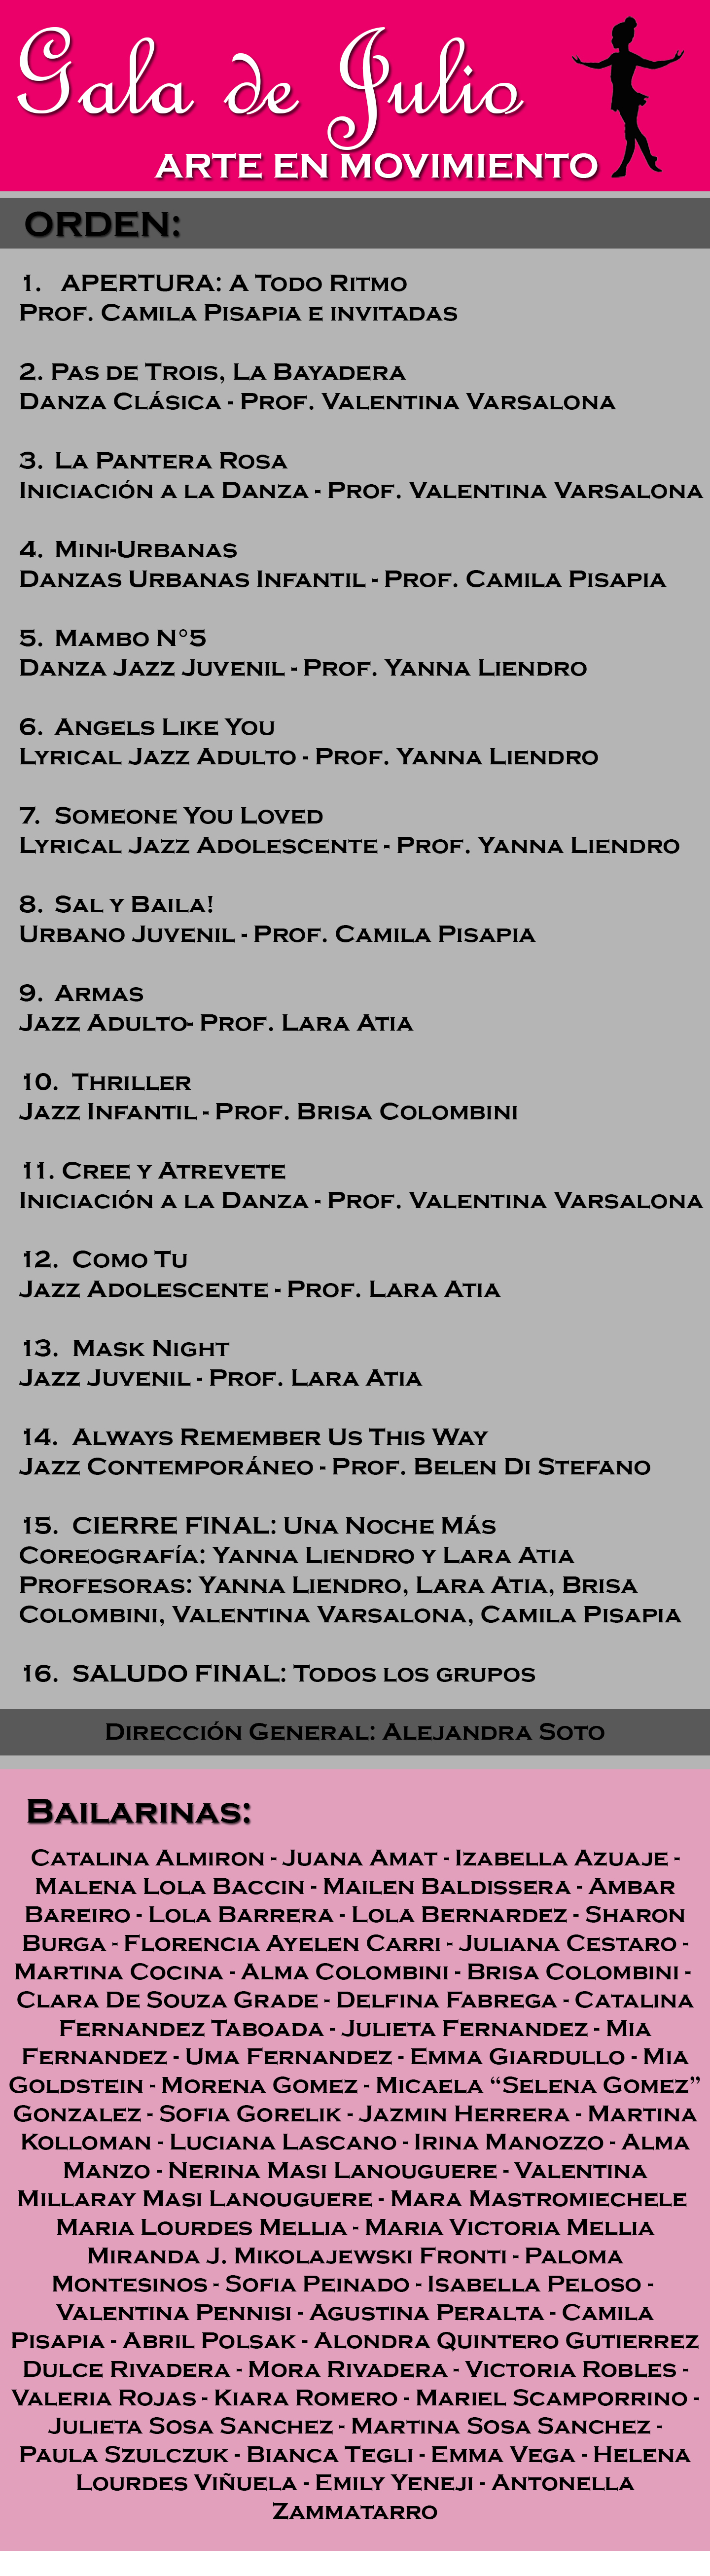 Gala de Julio
ARTE EN MOVIMIENTO
ORDEN:
1. APERTURA: A Todo Ritmo
Prof. Camila Pisapia e invitadas
2. Pas de Trois, La Bayadera
Danza Clásica - Prof. Valentina Varsalona
3. La Pantera Rosa
Iniciación a la Danza - Prof. Valentina Varsalona
4. Mini-Urbanas
Danzas Urbanas Infantil - Prof. Camila Pisapia
5. Mambo N°5
Danza Jazz Juvenil - Prof. Yanna Liendro
6. Angels Like You
Lyrical Jazz Adulto - Prof. Yanna Liendro
7. Someone You Loved
Lyrical Jazz Adolescente - Prof. Yanna Liendro
8. Sal y Baila!
Urbano Juvenil - Prof. Camila Pisapia
9. Armas
Jazz Adulto- Prof. Lara Atia
10. Thriller
Jazz Infantil - Prof. Brisa Colombini
11. Cree y Atrevete
Iniciación a la Danza - Prof. Valentina Varsalona
12. Como Tu
Jazz Adolescente - Prof. Lara Atia
13. Mask Night
Jazz Juvenil - Prof. Lara Atia
14. Always Remember Us This Way
Jazz Contemporáneo - Prof. Belen Di Stefano
15. CIERRE FINAL: Una Noche Más
Coreografía: Yanna Liendro y Lara Atia
Profesoras: Yanna Liendro, Lara Atia, Brisa
Colombini, Valentina Varsalona, Camila Pisapia
16. SALUDO FINAL: Todos los grupos
Dirección General: Alejandra Soto
Bailarinas:
Catalina Almiron - Juana Amat - Izabella Azuaje -
Malena Lola Baccin - Mailen Baldissera - Ambar
Bareiro - Lola Barrera - Lola Bernardez - Sharon
Burga - Florencia Ayelen Carri - Juliana Cestaro -
Martina Cocina - Alma Colombini - Brisa Colombini -
Clara De Souza Grade - Delfina Fabrega - Catalina
Fernandez Taboada - Julieta Fernandez - Mia
Fernandez - Uma Fernandez - Emma Giardullo - Mia
Goldstein - Morena Gomez - Micaela “Selena Gomez”
Gonzalez - Sofia Gorelik - Jazmin Herrera - Martina
Kolloman - Luciana Lascano - Irina Manozzo - Alma
Manzo - Nerina Masi Lanouguere - Valentina
Millaray Masi Lanouguere - Mara Mastromiechele
Maria Lourdes Mellia - Maria Victoria Mellia
Miranda J. Mikolajewski Fronti - Paloma
Montesinos - Sofia Peinado - Isabella Peloso -
Valentina Pennisi - Agustina Peralta - Camila
Pisapia - Abril Polsak - Alondra Quintero Gutierrez
Dulce Rivadera - Mora Rivadera - Victoria Robles -
Valeria Rojas - Kiara Romero - Mariel Scamporrino -
Julieta Sosa Sanchez - Martina Sosa Sanchez -
Paula Szulczuk - Bianca Tegli - Emma Vega - Helena
Lourdes Viñuela - Emily Yeneji - Antonella
Zammatarro